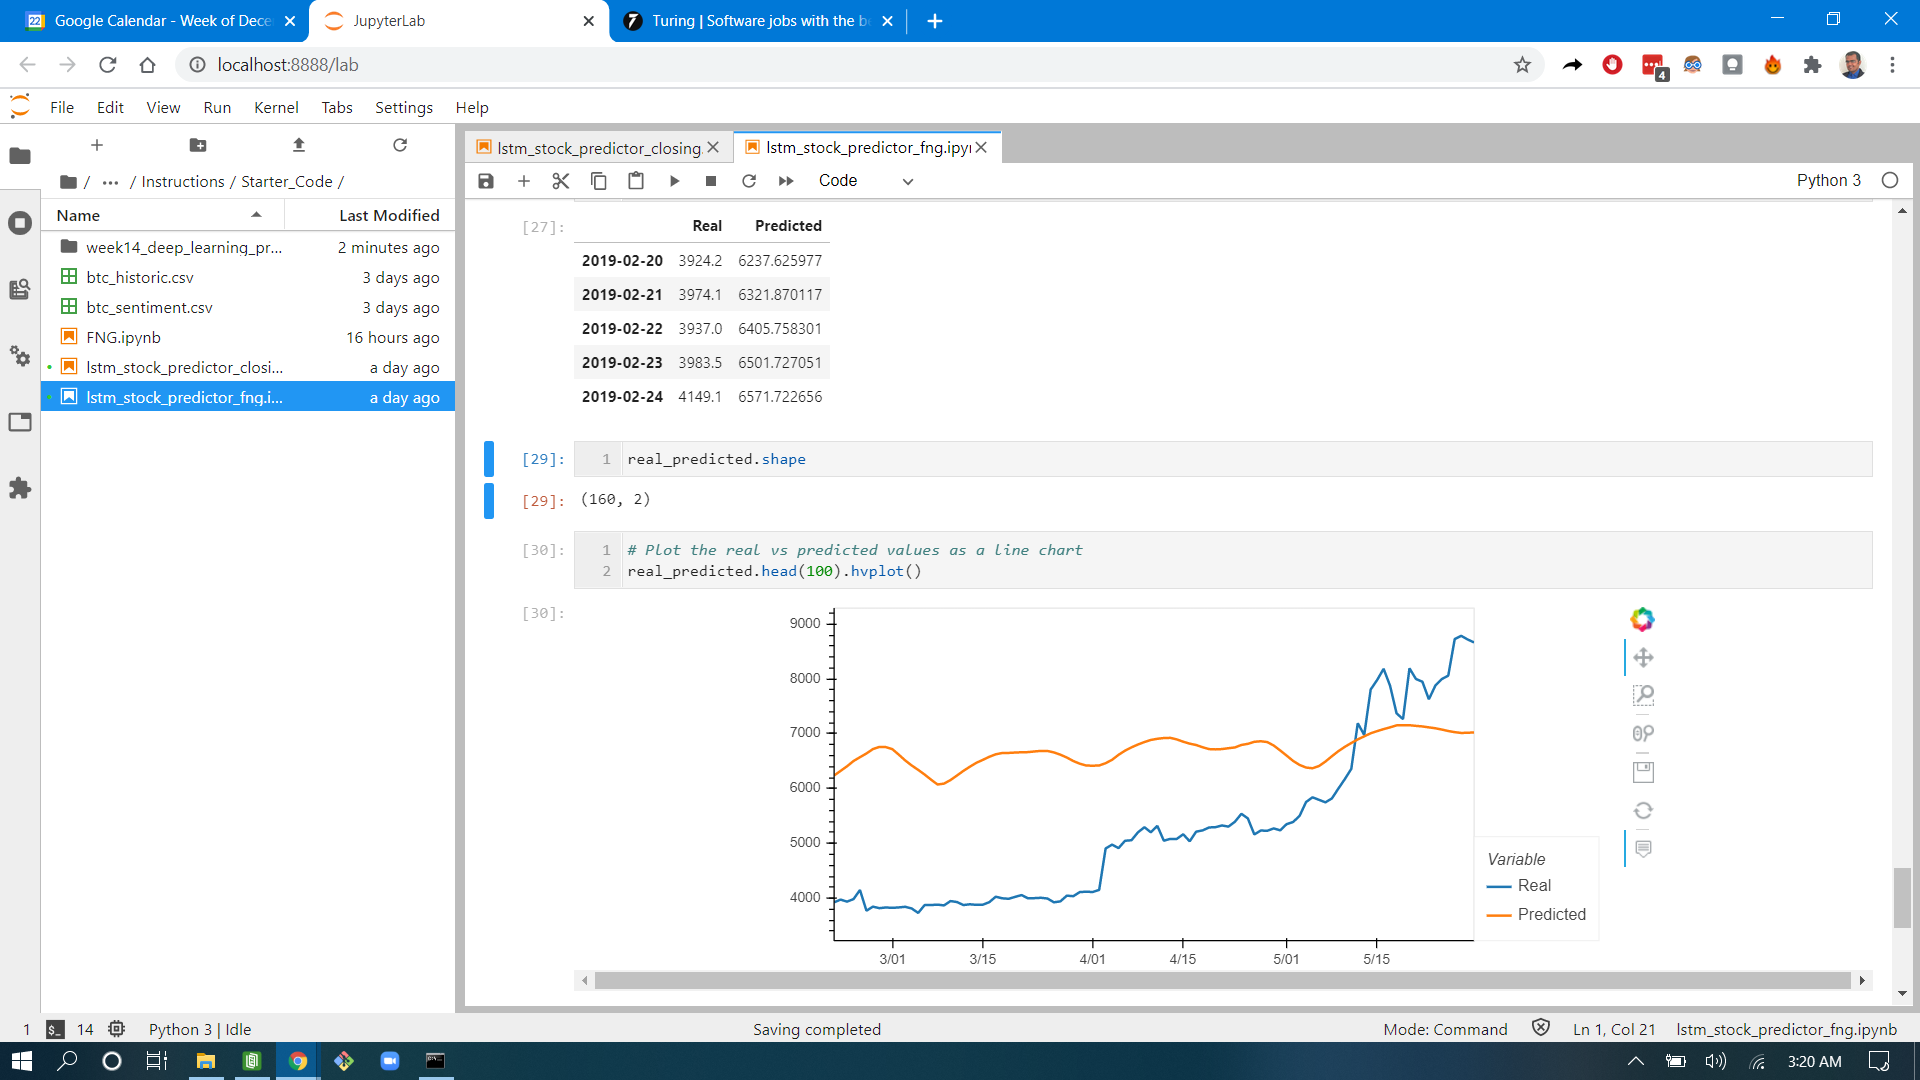 Google Calendar - Week of Dece
JupyterLab
Turing | Software jobs with the be
localhost:8888/lab
4
File Edit View Run Kernel Tabs Settings Help
/ ... / Instructions / Starter_Code /
Name Last Modified
week14_deep_learning_pr... 2 minutes ago
btc_historic.csv 3 days ago
btc_sentiment.csv 3 days ago
FNG.ipynb 16 hours ago
lstm_stock_predictor_closi... a day ago
lstm_stock_predictor_fng.i... a day ago
lstm_stock_predictor_closing.
lstm_stock_predictor_fng.ipyn
Code
Python 3
[27]:
Real Predicted
2019-02-20 3924.2 6237.625977
2019-02-21 3974.1 6321.870117
2019-02-22 3937.0 6405.758301
2019-02-23 3983.5 6501.727051
2019-02-24 4149.1 6571.722656
[29]: 1 real_predicted.shape
[29]: (160, 2)
[30]: 1 # Plot the real vs predicted values as a line chart
2 real_predicted.head(100).hvplot()
[30]:
9000
8000
7000
6000
5000
4000
3/01 3/15 4/01 4/15 5/01 5/15
Variable
Real
Predicted
1 $_ 14 Python 3 | Idle
Saving completed
Mode: Command
Ln 1, Col 21
lstm_stock_predictor_fng.ipynb
3:20 AM